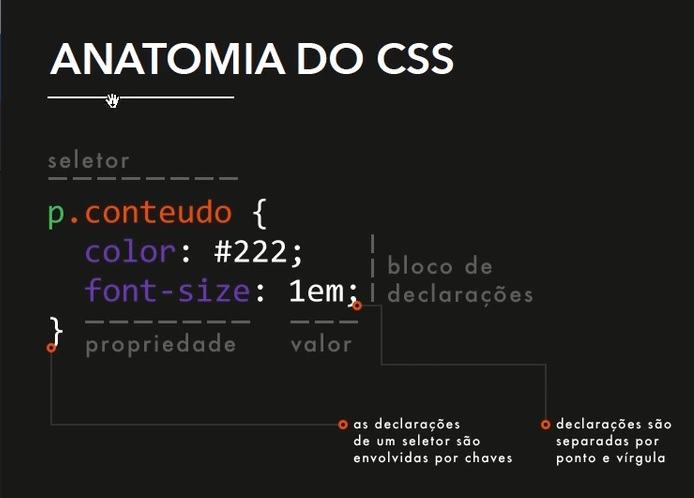 ANATOMIA DO CSS
seletor
p.conteudo {
color: #222;
font-size: 1em;
}
bloco de
declarações
propriedade
valor
as declarações
de um seletor são
envolvidas por chaves
declarações são
separadas por
ponto e vírgula